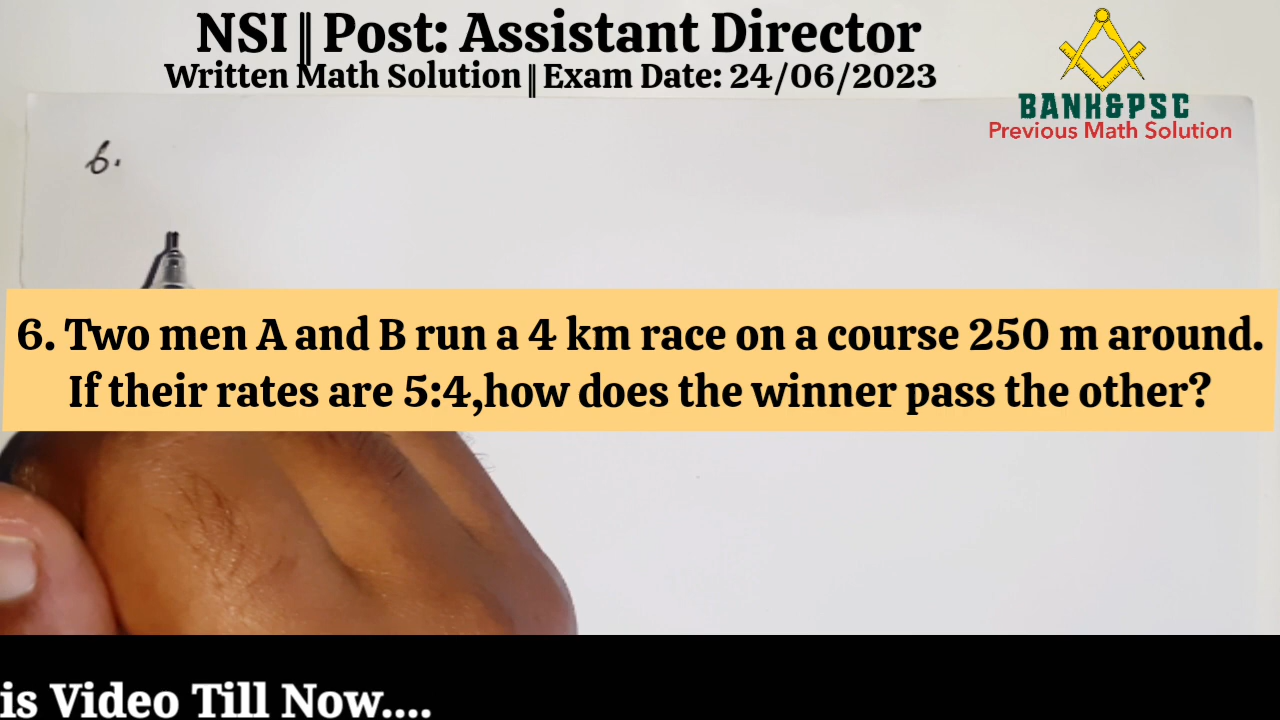 NSI || Post: Assistant Director
Written Math Solution || Exam Date: 24/06/2023
BANK&PSC
Previous Math Solution
6.
6. Two men A and B run a 4 km race on a course 250 m around.
If their rates are 5:4,how does the winner pass the other?
is Video Till Now....